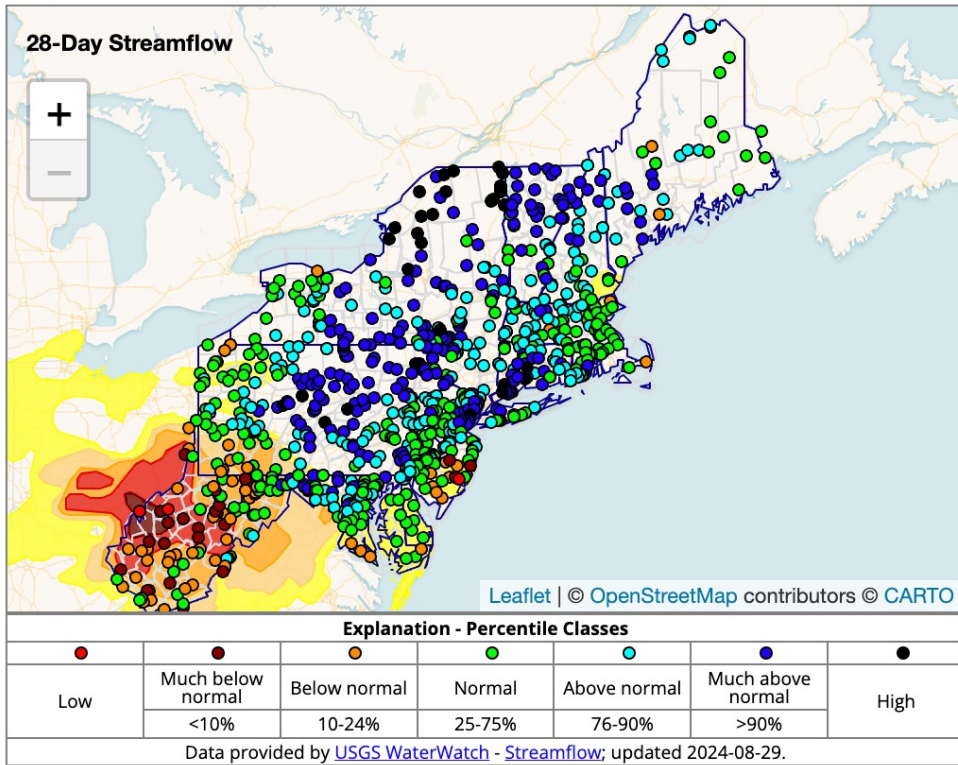 28-Day Streamflow
+
−
Leaflet | © OpenStreetMap contributors © CARTO
Explanation - Percentile Classes
Low
Much below normal
<10%
Below normal
10-24%
Normal
25-75%
Above normal
76-90%
Much above normal
>90%
High
Data provided by USGS WaterWatch - Streamflow; updated 2024-08-29.